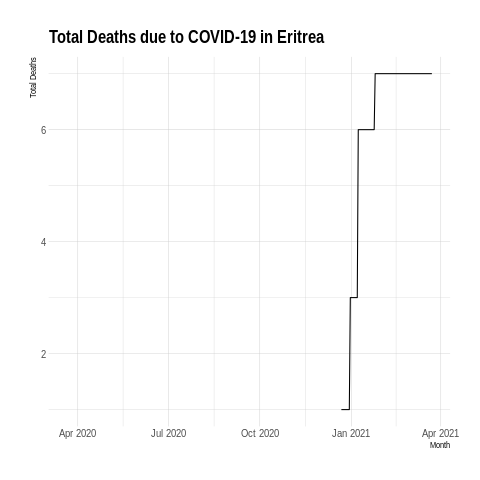 Total Deaths due to COVID-19 in Eritrea
Total Deaths
6
4
2
Apr 2020 Jul 2020 Oct 2020 Jan 2021 Apr 2021
Month